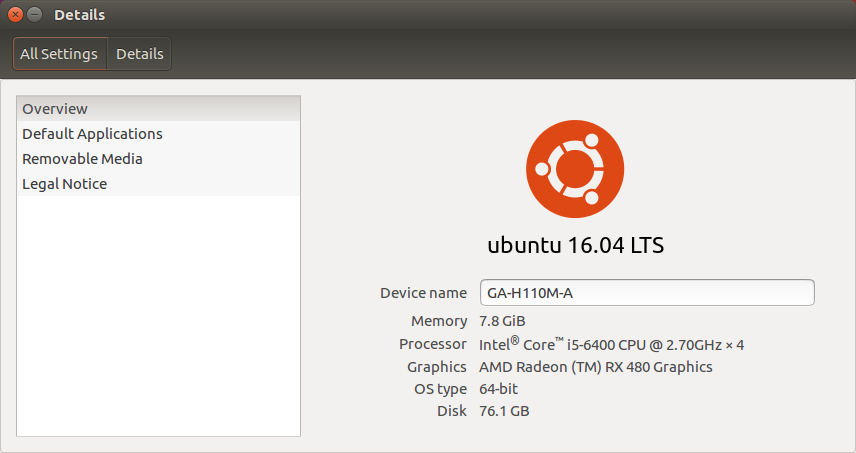 Details
All Settings Details
Overview
Default Applications
Removable Media
Legal Notice
ubuntu 16.04 LTS
Device name GA-H110M-A
Memory 7.8 GiB
Processor Intel® Core™ i5-6400 CPU @ 2.70GHz × 4
Graphics AMD Radeon (TM) RX 480 Graphics
OS type 64-bit
Disk 76.1 GB